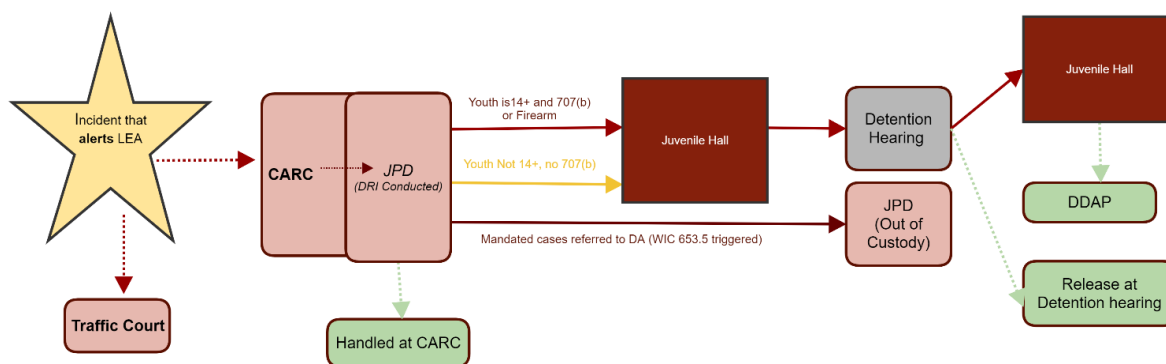 Incident that
alerts LEA
Traffic Court
CARC
JPD
(DRI Conducted)
Handled at CARC
Youth is14+ and 707(b)
or Firearm
Youth Not 14+, no 707(b)
Mandated cases referred to DA (WIC 653.5 triggered)
Juvenile Hall
Detention
Hearing
JPD
(Out of
Custody)
Juvenile Hall
DDAP
Release at
Detention hearing